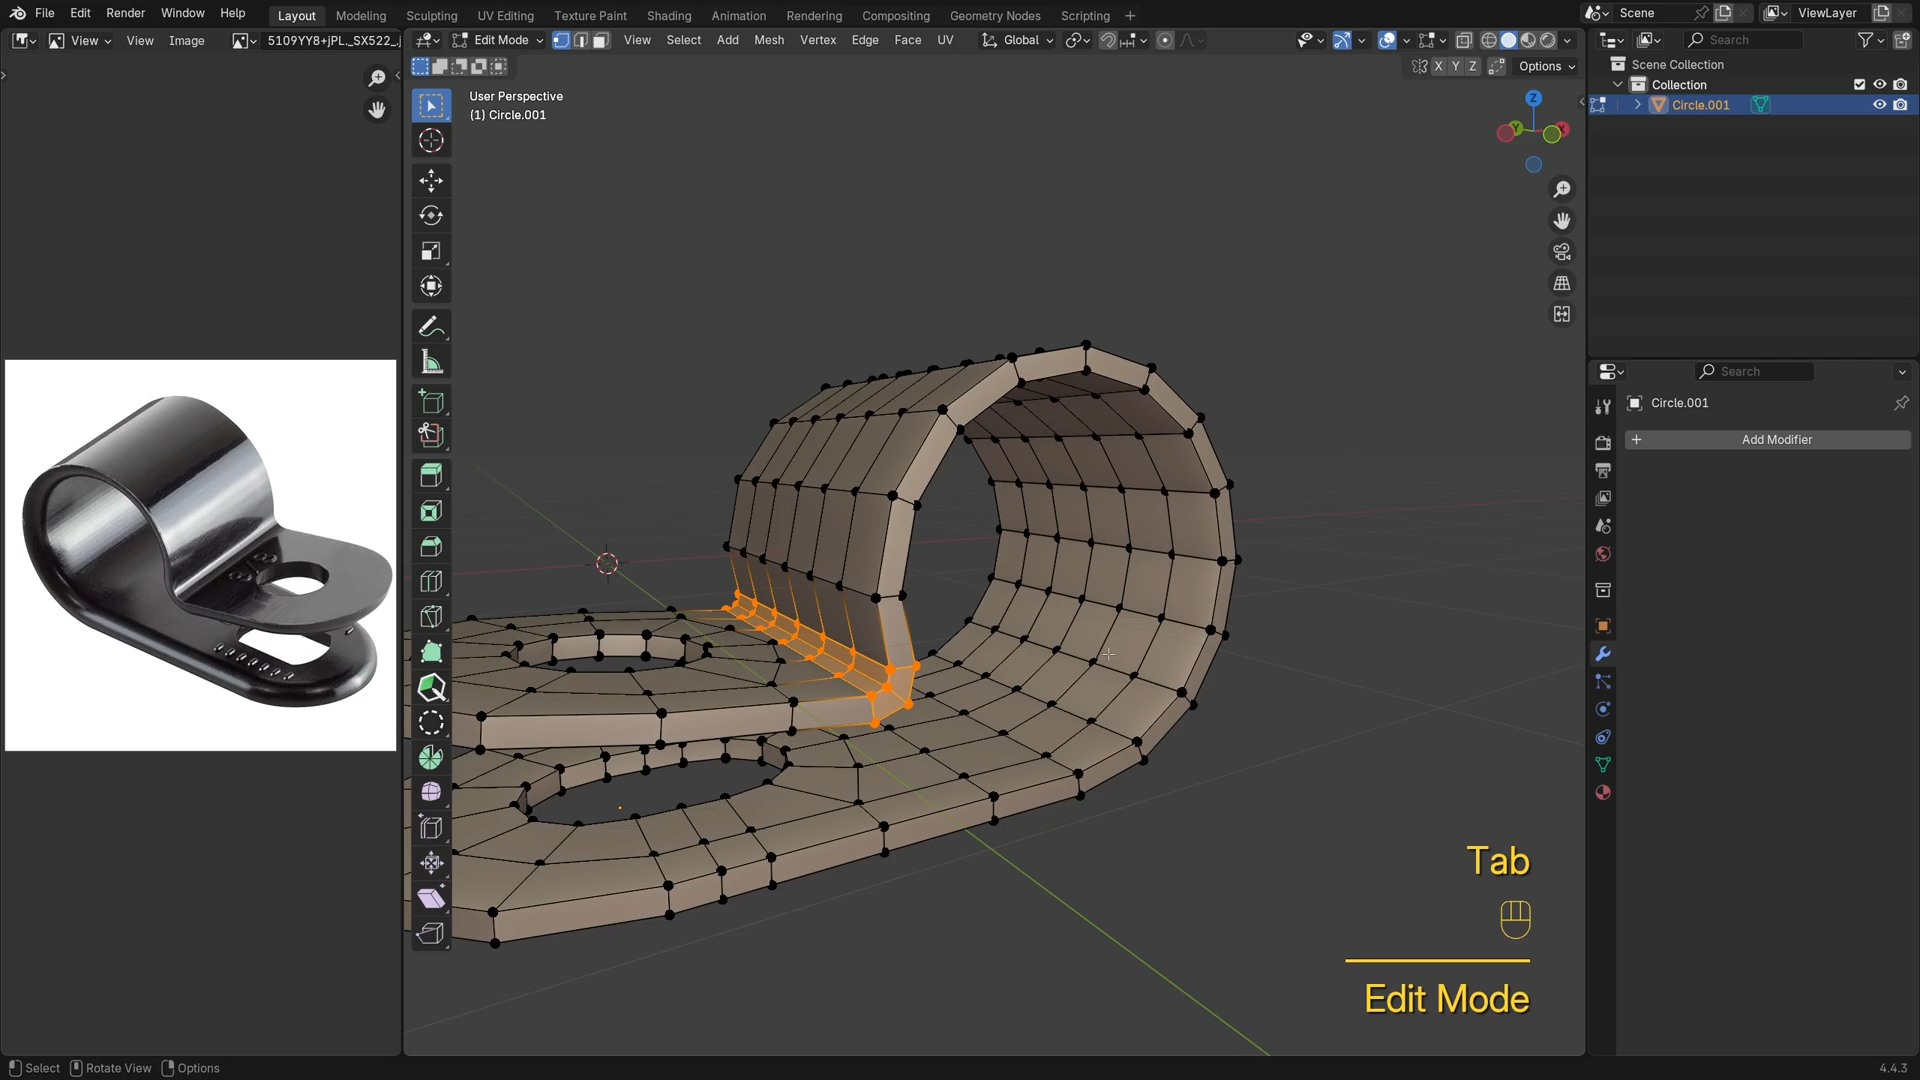 File Edit Render Window Help
Layout Modeling Sculpting UV Editing Texture Paint Shading Animation Rendering Compositing Geometry Nodes Scripting +
Scene
ViewLayer
View View Image 5109YY8+jPL._SX522_.j
Edit Mode View Select Add Mesh Vertex Edge Face UV Global
Search
X Y Z Options
User Perspective
(1) Circle.001
Z
Y
X
Scene Collection
Collection
Circle.001
Search
Circle.001
+ Add Modifier
Tab
Edit Mode
Select Rotate View Options
4.4.3